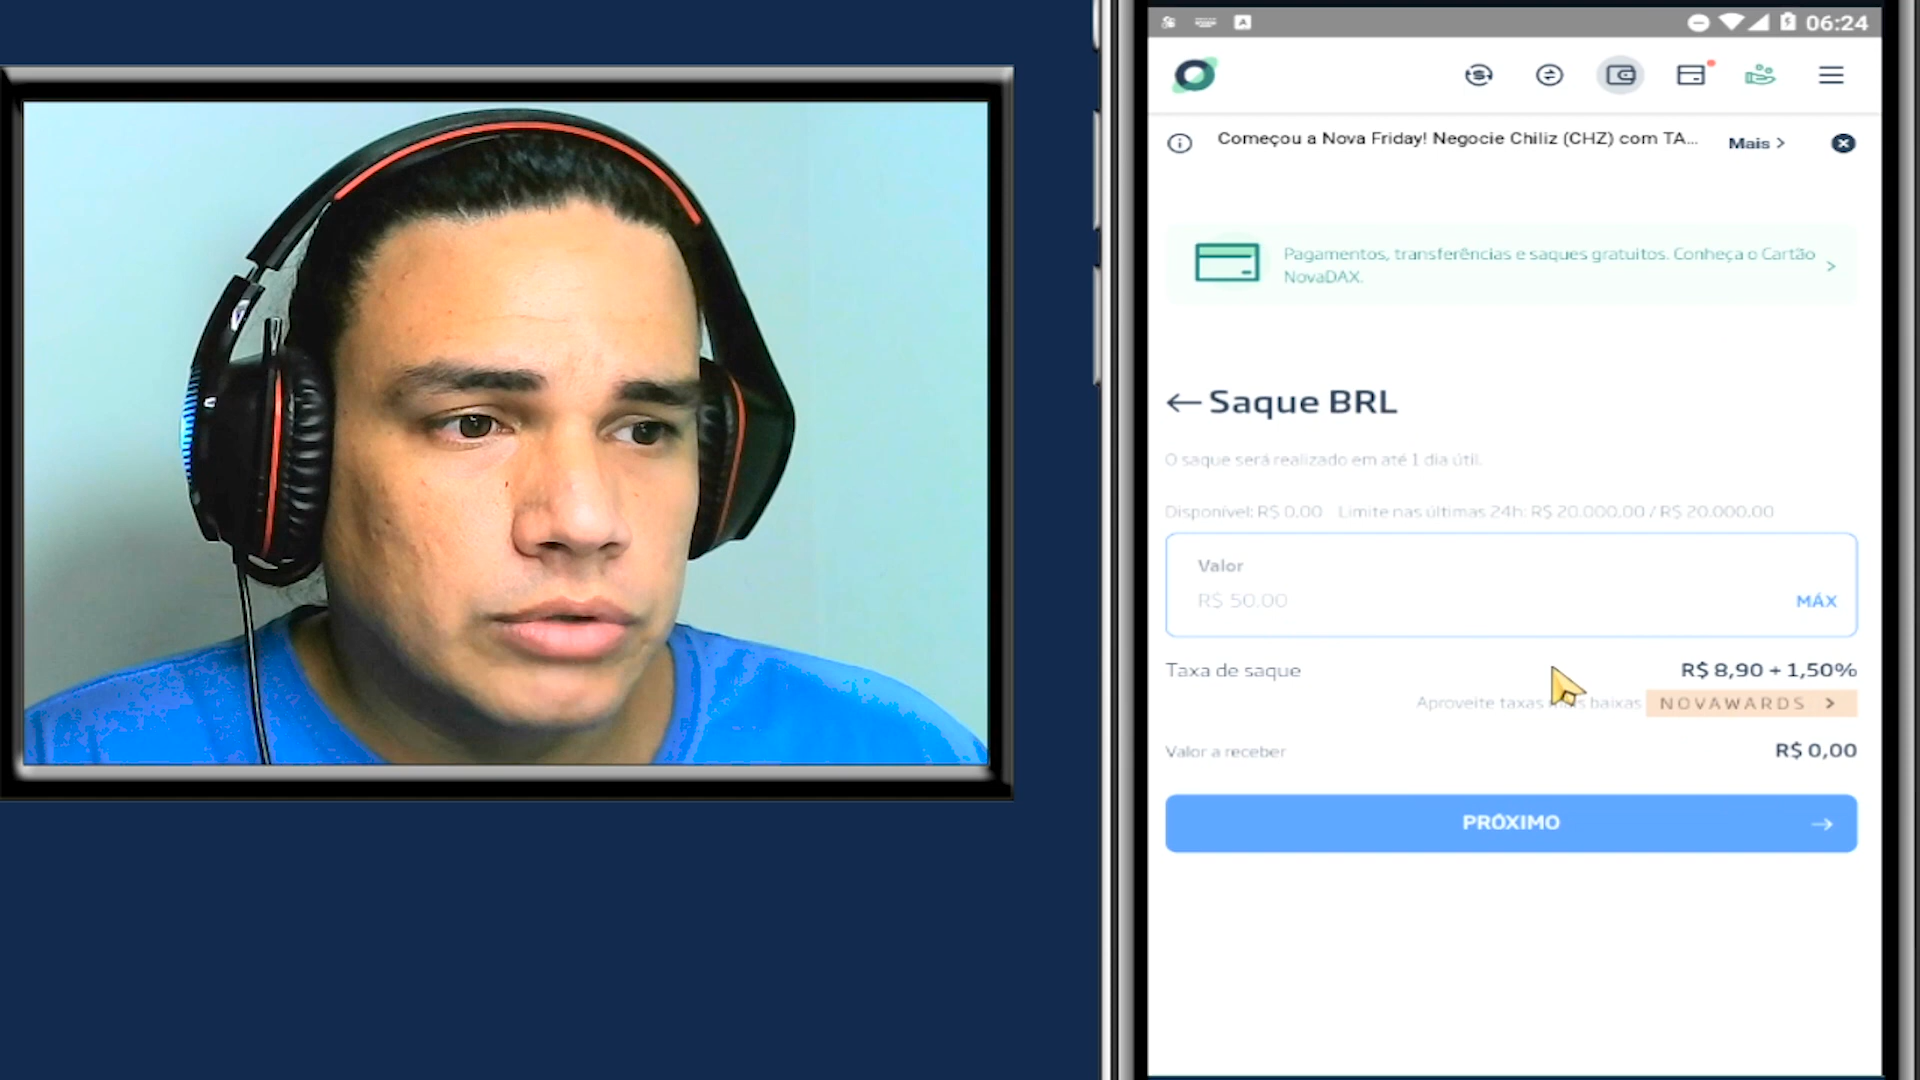 06:24
Começou a Nova Friday! Negocie Chiliz (CHZ) com TA...
Mais >
Pagamentos, transferências e saques gratuitos. Conheça o Cartão
NovaDAX.
Saque BRL
O saque será realizado em até 1 dia útil.
Disponível: R$ 0.00 Limite nas últimas 24h: R$ 20.000.00 / R$ 20.000.00
Valor
R$ 50.00
MÁX
Taxa de saque
R$ 8,90 + 1,50%
Aproveite taxas mais baixas
NOVAWARDS >
Valor a receber
R$ 0,00
PRÓXIMO